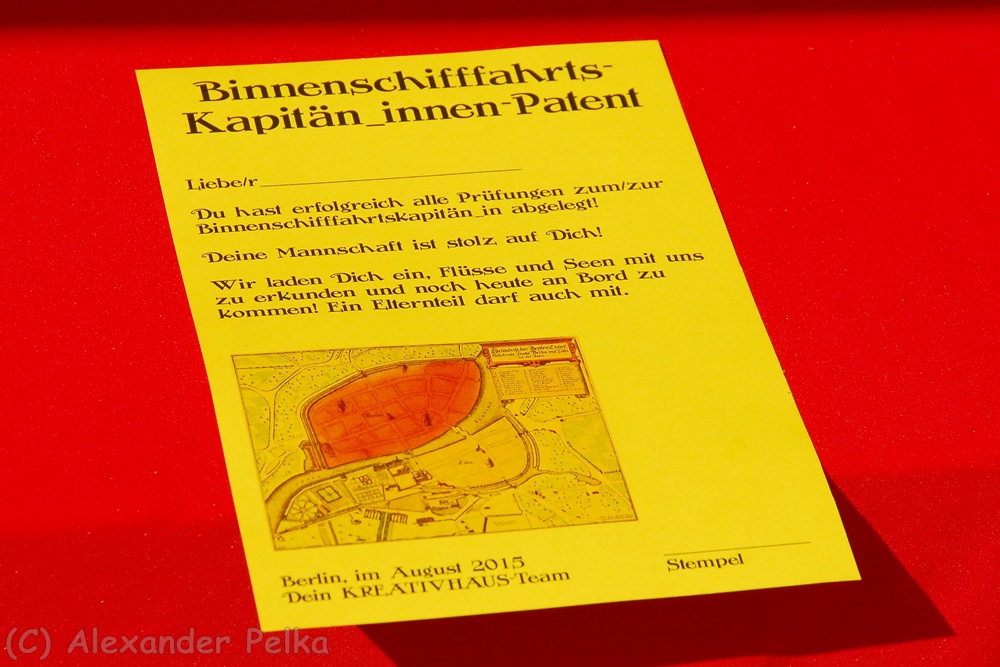 Binnenschifffahrts-
Kapitän_innen-Patent
Liebe/r
Du hast erfolgreich alle Prüfungen zum/zur
Binnenschifffahrtskapitän_in abgelegt!
Deine Mannschaft ist stolz auf Dich!
Wir laden Dich ein, Flüsse und Seen mit uns
zu erkunden und noch heute an Bord zu
kommen! Ein Elternteil darf auch mit.
Berlin, im August 2015
Dein KREATIVHAUS-Team
Stempel
(C) Alexander Pelka